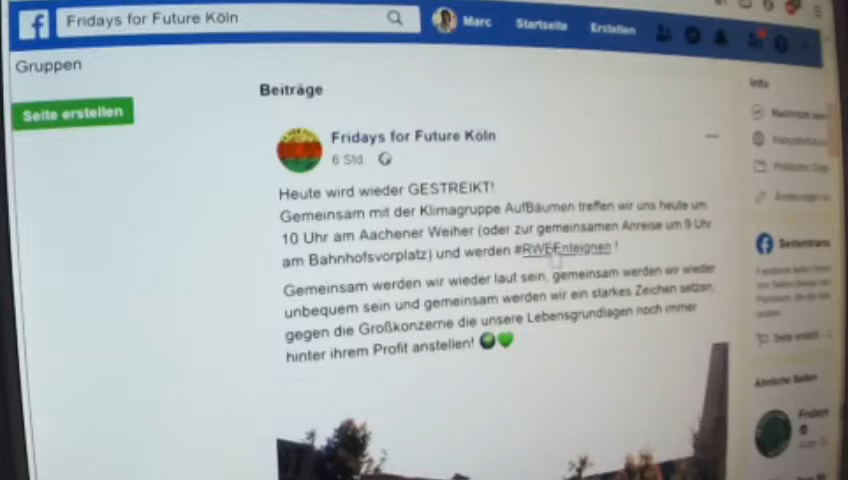 Fridays for Future Köln
Marc
Startseite
Erstellen
Gruppen
Seite erstellen
Beiträge
Info
Fridays for Future Köln
6 Std.
Heute wird wieder GESTREIKT!
Gemeinsam mit der Klimagruppe AufBäumen treffen wir uns heute um
10 Uhr am Aachener Weiher (oder zur gemeinsamen Anreise um 9 Uhr
am Bahnhofsvorplatz) und werden #RWEEnteignen !
Gemeinsam werden wir wieder laut sein, gemeinsam werden wir wieder
unbequem sein und gemeinsam werden wir ein starkes Zeichen setzen,
gegen die Großkonzerne die unsere Lebensgrundlagen noch immer
hinter ihrem Profit anstellen!
Ähnliche Seiten